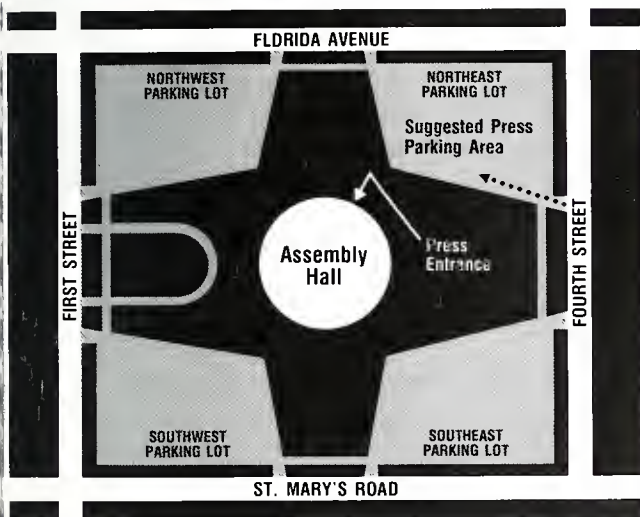 FLORIDA AVENUE
NORTHWEST
PARKING LOT
NORTHEAST
PARKING LOT
Suggested Press
Parking Area
FIRST STREET
Assembly
Hall
Press
Entrance
FOURTH STREET
SOUTHWEST
PARKING LOT
SOUTHEAST
PARKING LOT
ST. MARY'S ROAD